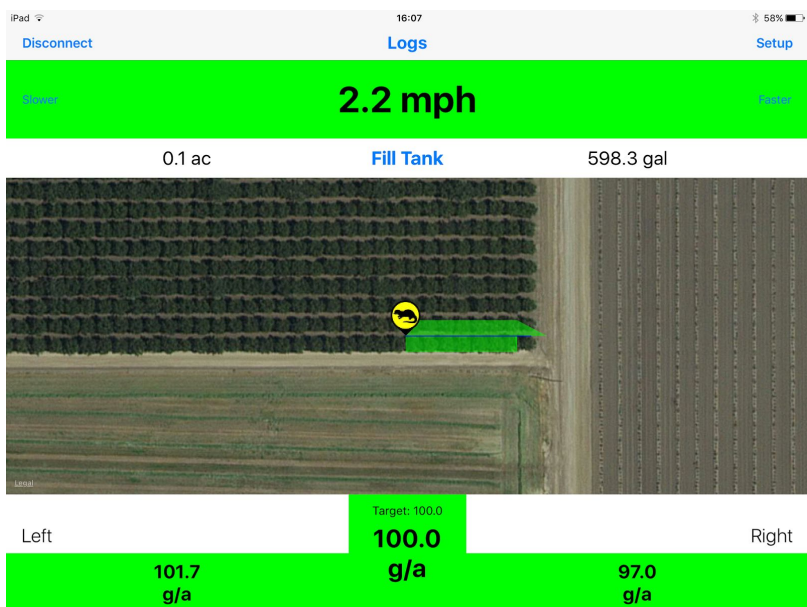 iPad 16:07 58%
Disconnect Logs Setup
Slower 2.2 mph Faster
0.1 ac Fill Tank 598.3 gal
Legal
Target: 100.0
Left 100.0 Right
101.7 g/a 97.0
g/a g/a